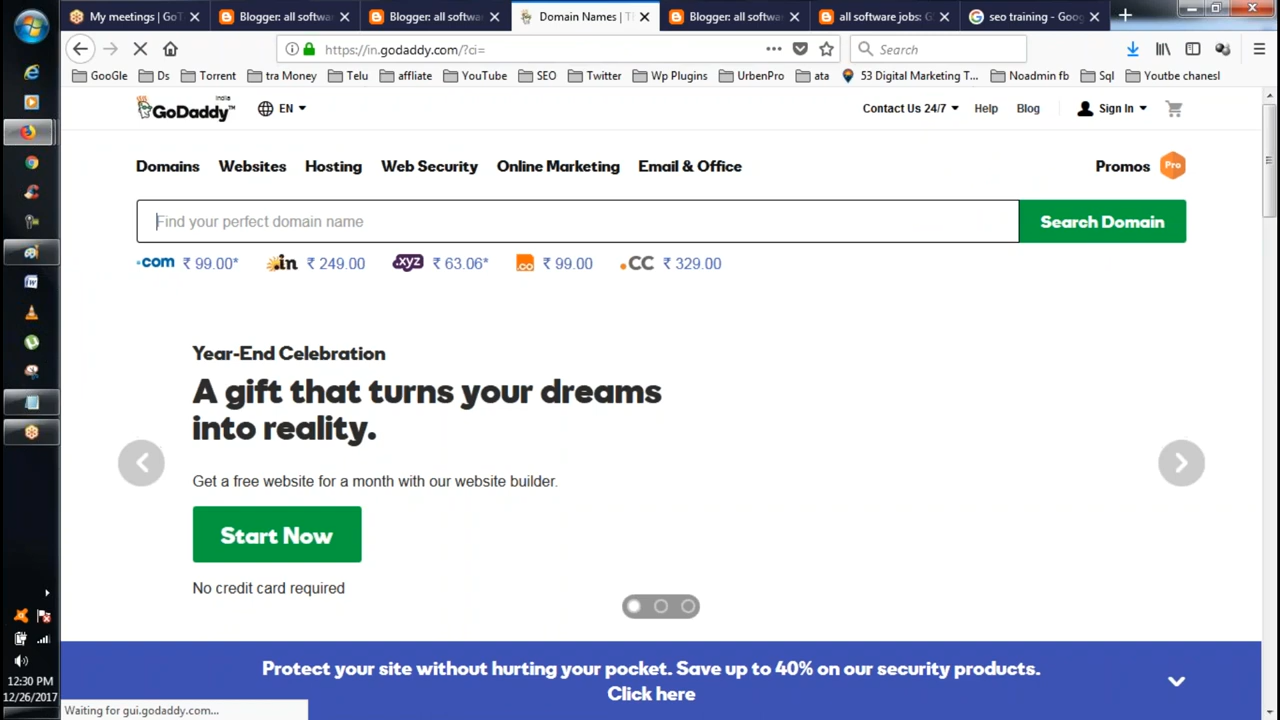 My meetings | GoT
Blogger: all softwa
Blogger: all softwar
Domain Names | Th
Blogger: all softwa
all software jobs: G
seo training - Goog
https://in.godaddy.com/?ci=
Search
GooGle
Ds
Torrent
tra Money
Telu
affliate
YouTube
SEO
Twitter
Wp Plugins
UrbenPro
ata
53 Digital Marketing T...
Noadmin fb
Sql
Youtbe chanesl
GoDaddy™
India
EN
Contact Us 24/7
Help
Blog
Sign In
Domains
Websites
Hosting
Web Security
Online Marketing
Email & Office
Promos
Pro
Find your perfect domain name
Search Domain
.com ₹ 99.00*
.in ₹ 249.00
.xyz ₹ 63.06*
.co ₹ 99.00
.CC ₹ 329.00
Year-End Celebration
A gift that turns your dreams
into reality.
Get a free website for a month with our website builder.
Start Now
No credit card required
Protect your site without hurting your pocket. Save up to 40% on our security products.
Click here
12:30 PM
12/26/2017
Waiting for gui.godaddy.com...